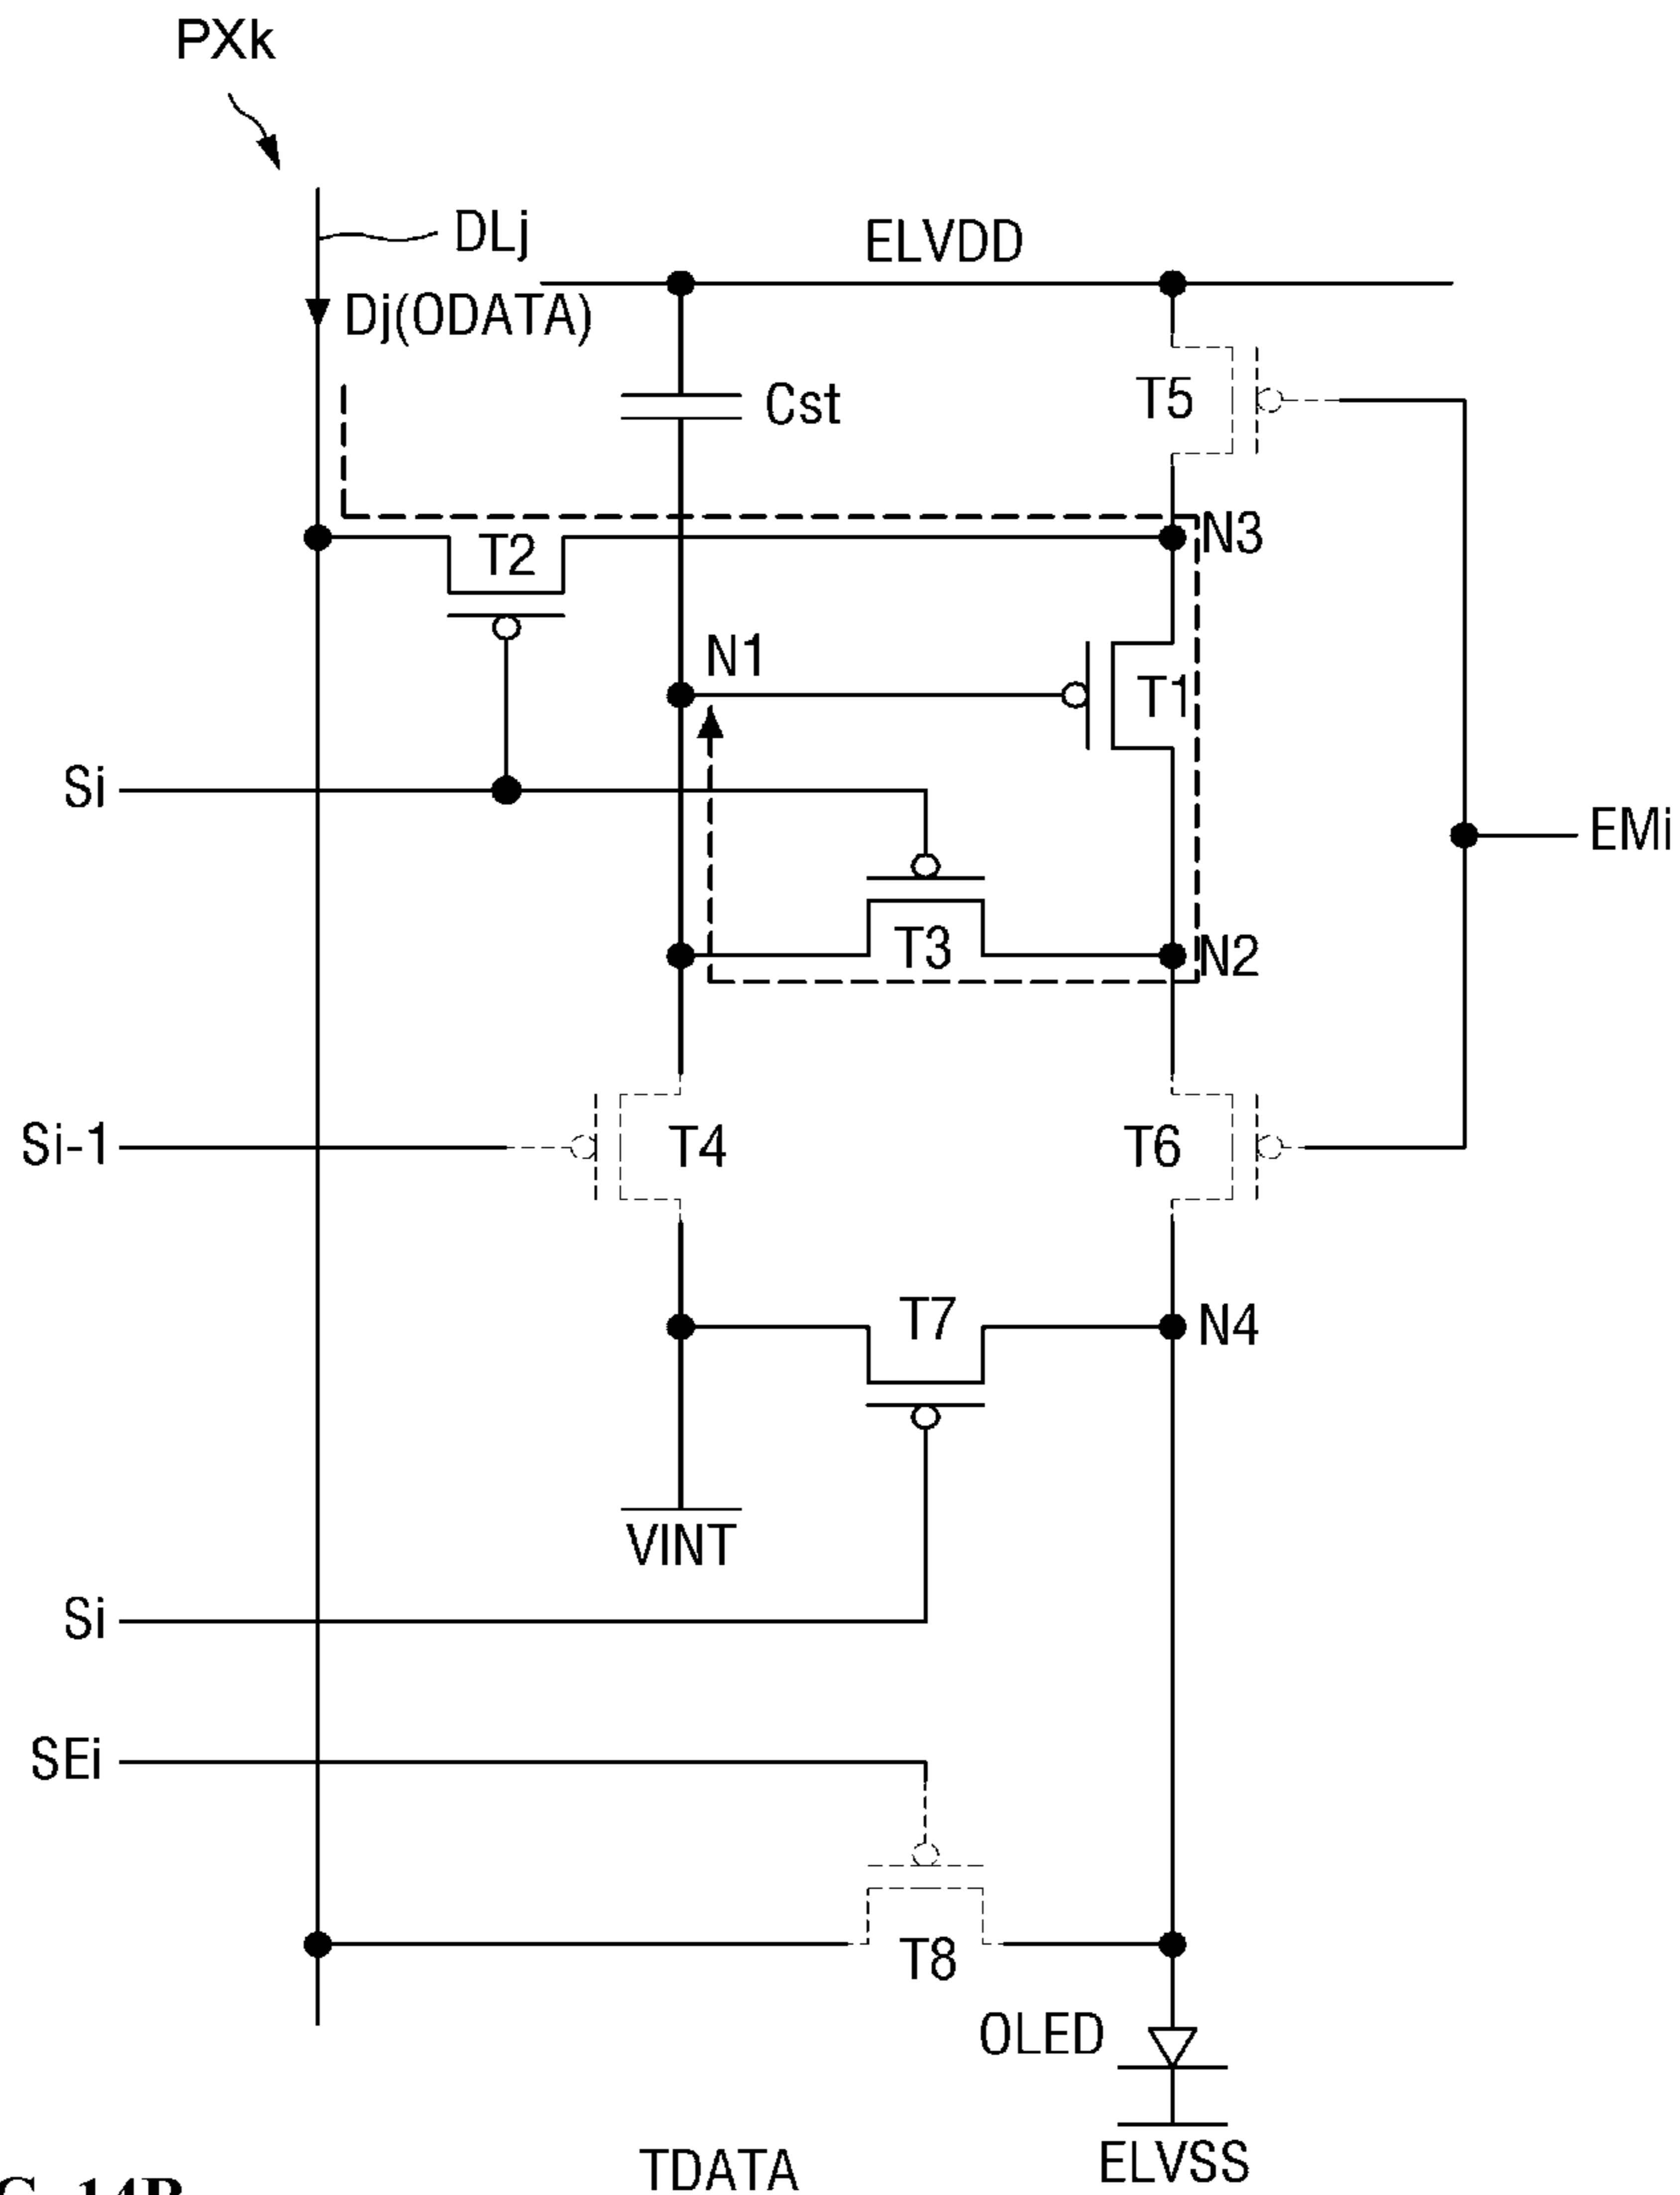 PXk
DLj
ELVDD
Dj(ODATA)
Cst
T5
T2
N3
N1
T1
Si
EMi
T3
N2
Si-1
T4
T6
T7
N4
VINT
Si
SEi
T8
OLED
TDATA
ELVSS
G. 14B